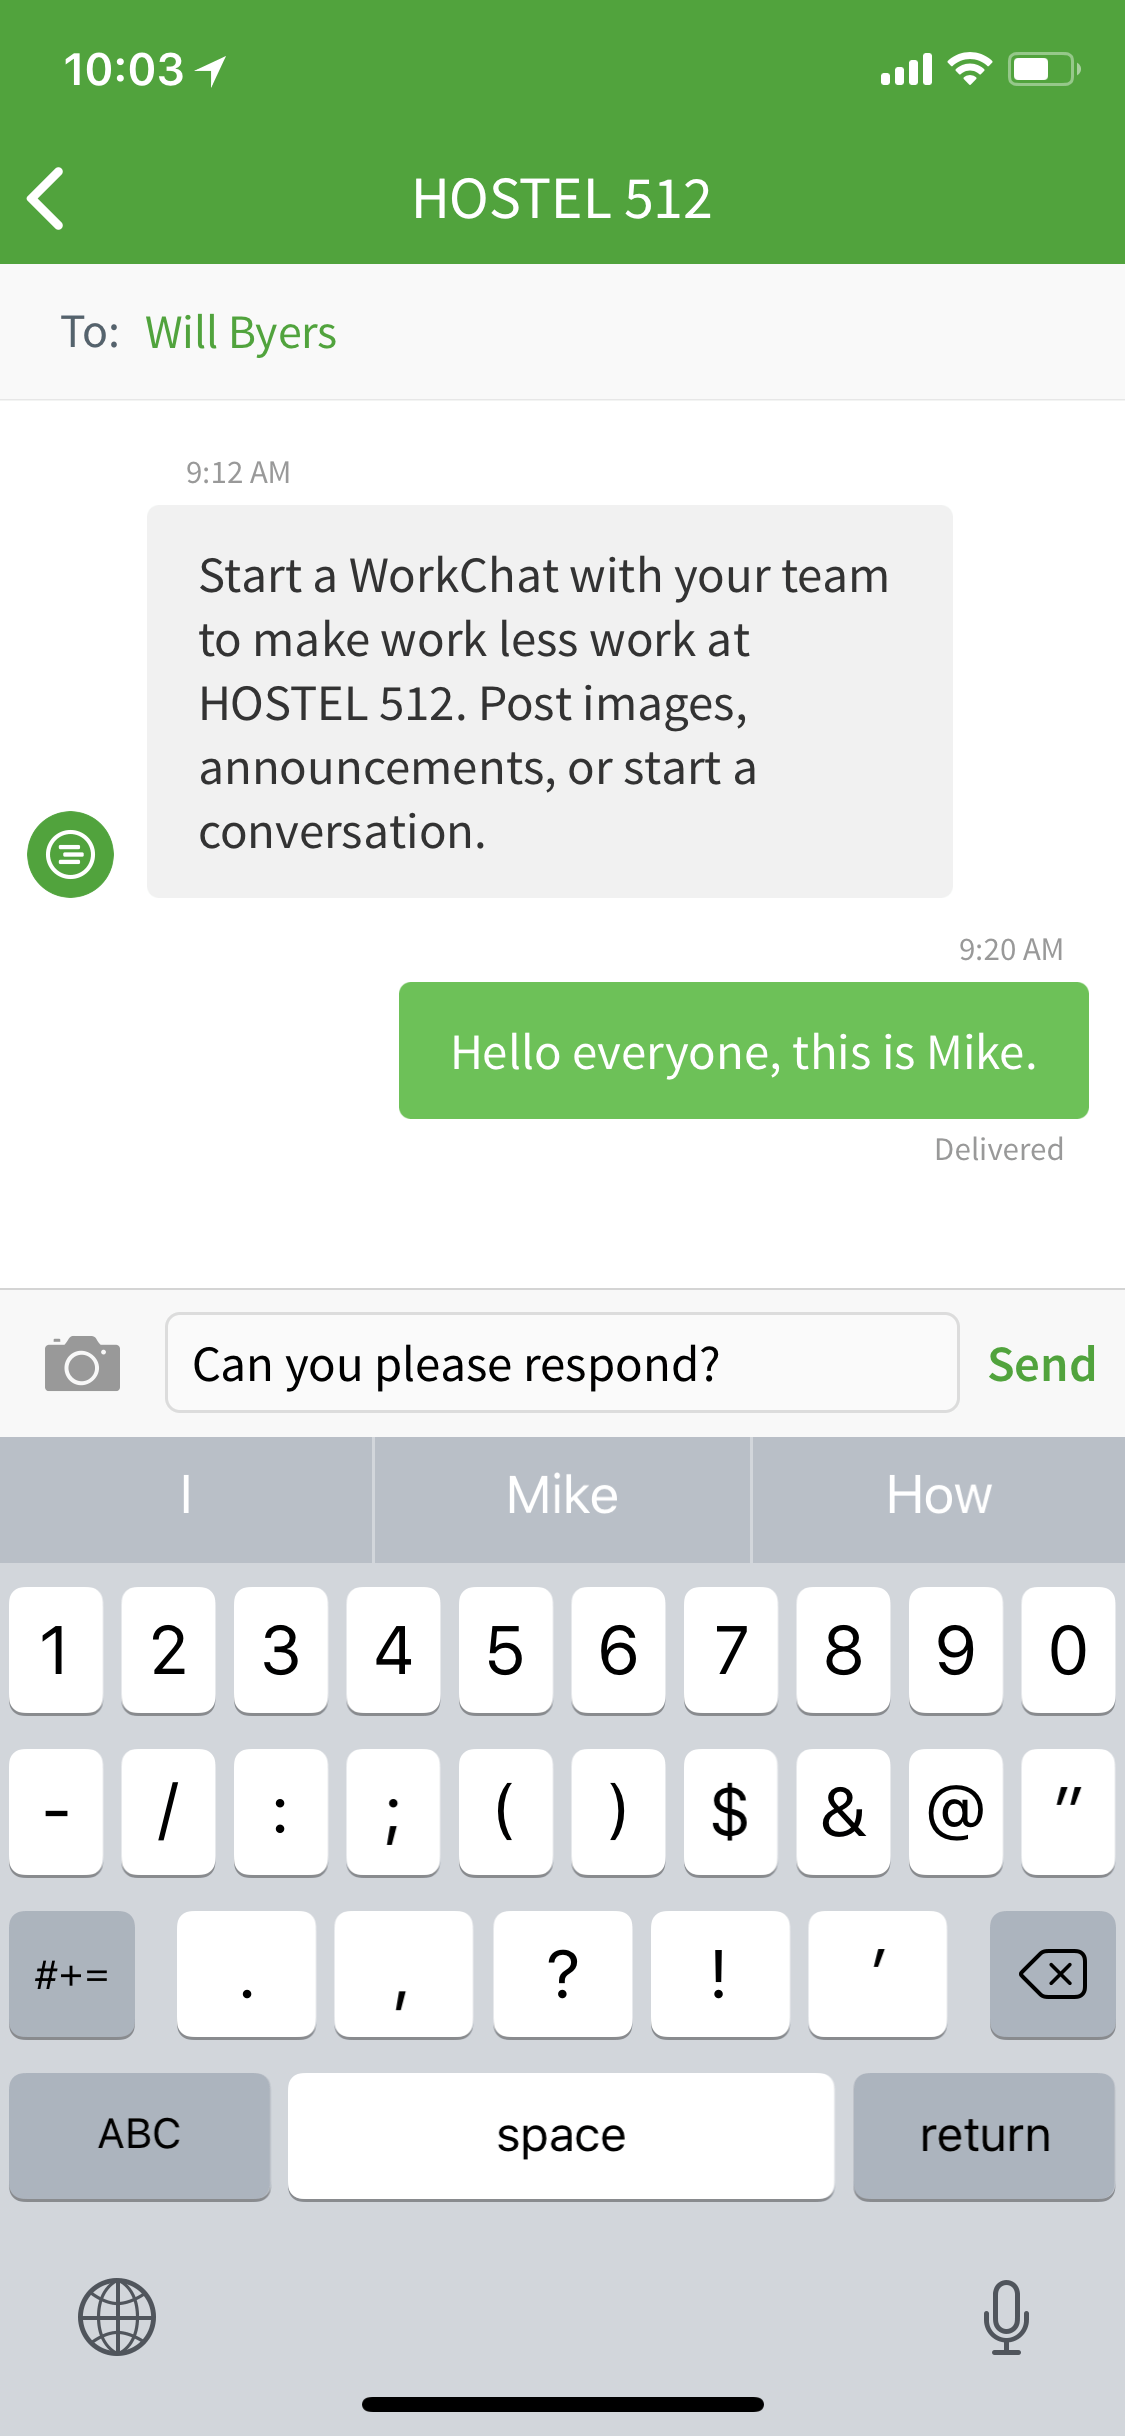 10:03
HOSTEL 512
To: Will Byers
9:12 AM
Start a WorkChat with your team
to make work less work at
HOSTEL 512. Post images,
announcements, or start a
conversation.
9:20 AM
Hello everyone, this is Mike.
Delivered
Can you please respond? Send
I Mike How
1 2 3 4 5 6 7 8 9 0
- / : ; ( ) $ & @ "
#+= . , ? ! '
ABC space return